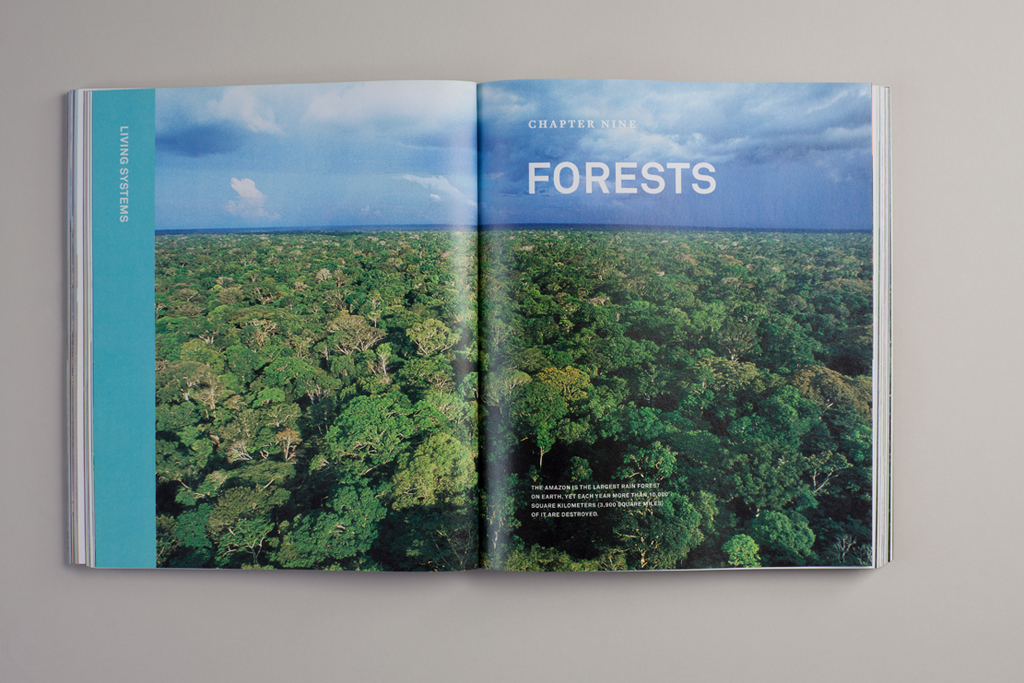 LIVING SYSTEMS
CHAPTER NINE
FORESTS
THE AMAZON IS THE LARGEST RAIN FOREST
ON EARTH, YET EACH YEAR MORE THAN 10,000
SQUARE KILOMETERS (3,900 SQUARE MILES)
OF IT ARE DESTROYED.